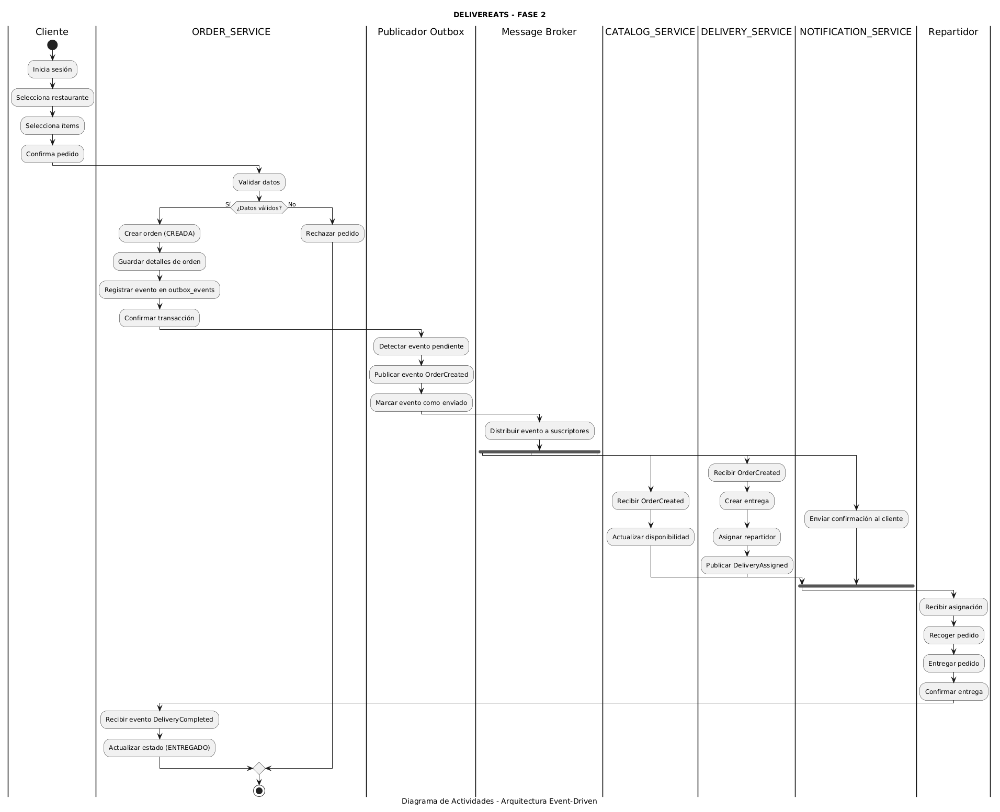 DELIVEREATS - FASE 2
Cliente
ORDER_SERVICE
Publicador Outbox
Message Broker
CATALOG_SERVICE
DELIVERY_SERVICE
NOTIFICATION_SERVICE
Repartidor
Inicia sesión
Selecciona restaurante
Selecciona ítems
Confirma pedido
Validar datos
Sí
¿Datos válidos?
No
Crear orden (CREADA)
Rechazar pedido
Guardar detalles de orden
Registrar evento en outbox_events
Confirmar transacción
Detectar evento pendiente
Publicar evento OrderCreated
Marcar evento como enviado
Distribuir evento a suscriptores
Recibir OrderCreated
Recibir OrderCreated
Crear entrega
Enviar confirmación al cliente
Actualizar disponibilidad
Asignar repartidor
Publicar DeliveryAssigned
Recibir asignación
Recoger pedido
Entregar pedido
Confirmar entrega
Recibir evento DeliveryCompleted
Actualizar estado (ENTREGADO)
Diagrama de Actividades - Arquitectura Event-Driven